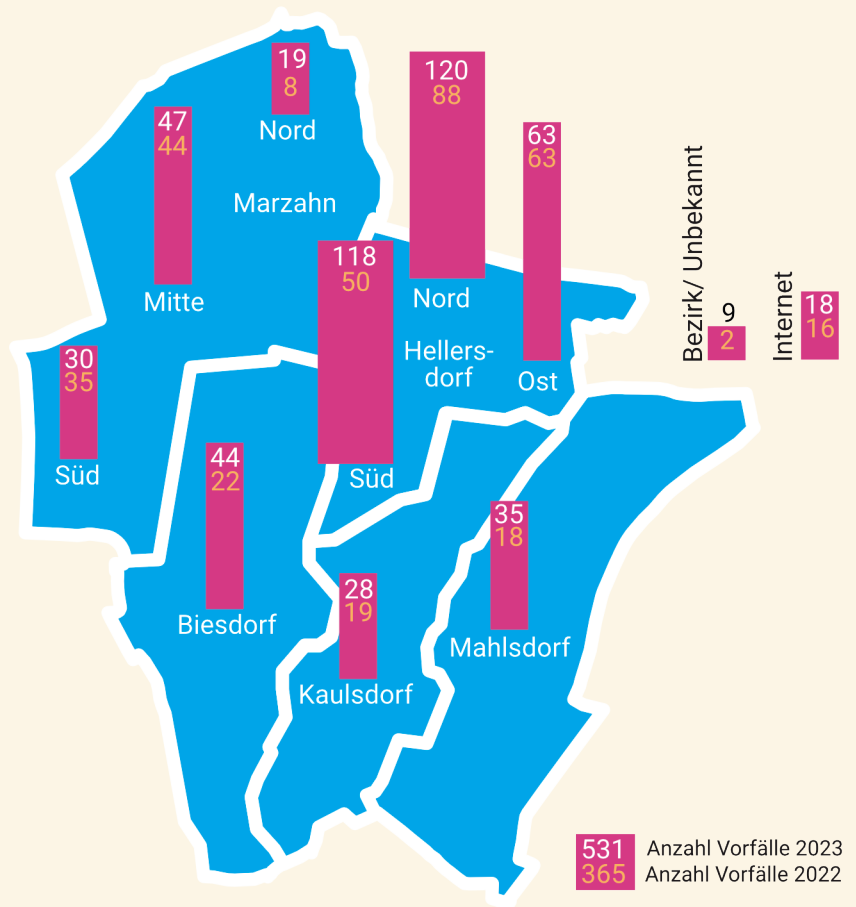 19
8
Nord
47
44
Mitte
Marzahn
120
88
Nord
63
63
Ost
118
50
Süd
Hellers-
dorf
30
35
Süd
44
22
Biesdorf
28
19
Kaulsdorf
35
18
Mahlsdorf
Bezirk/ Unbekannt
9
2
Internet
18
16
531 Anzahl Vorfälle 2023
365 Anzahl Vorfälle 2022